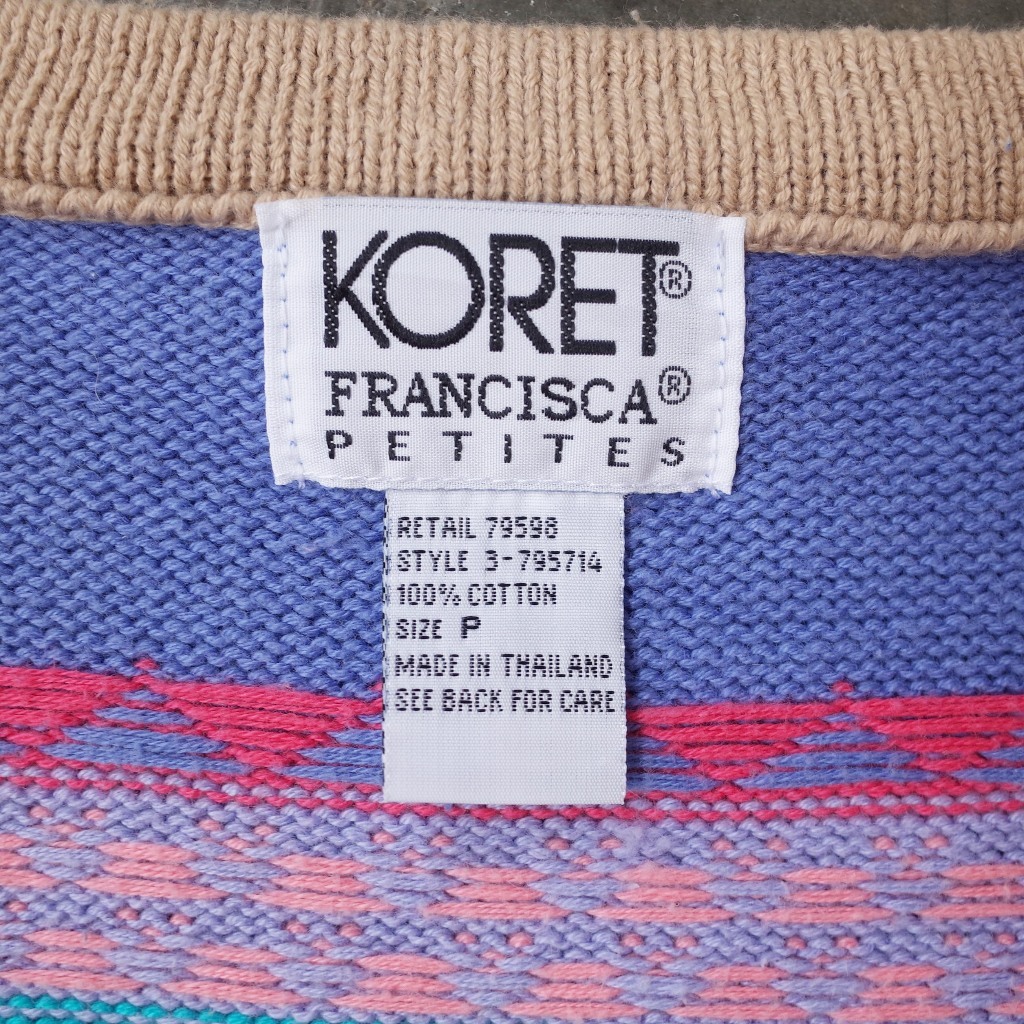 KORET®
FRANCISCA®
PETITES
RETAIL 79598
STYLE 3-795714
100% COTTON
SIZE P
MADE IN THAILAND
SEE BACK FOR CARE